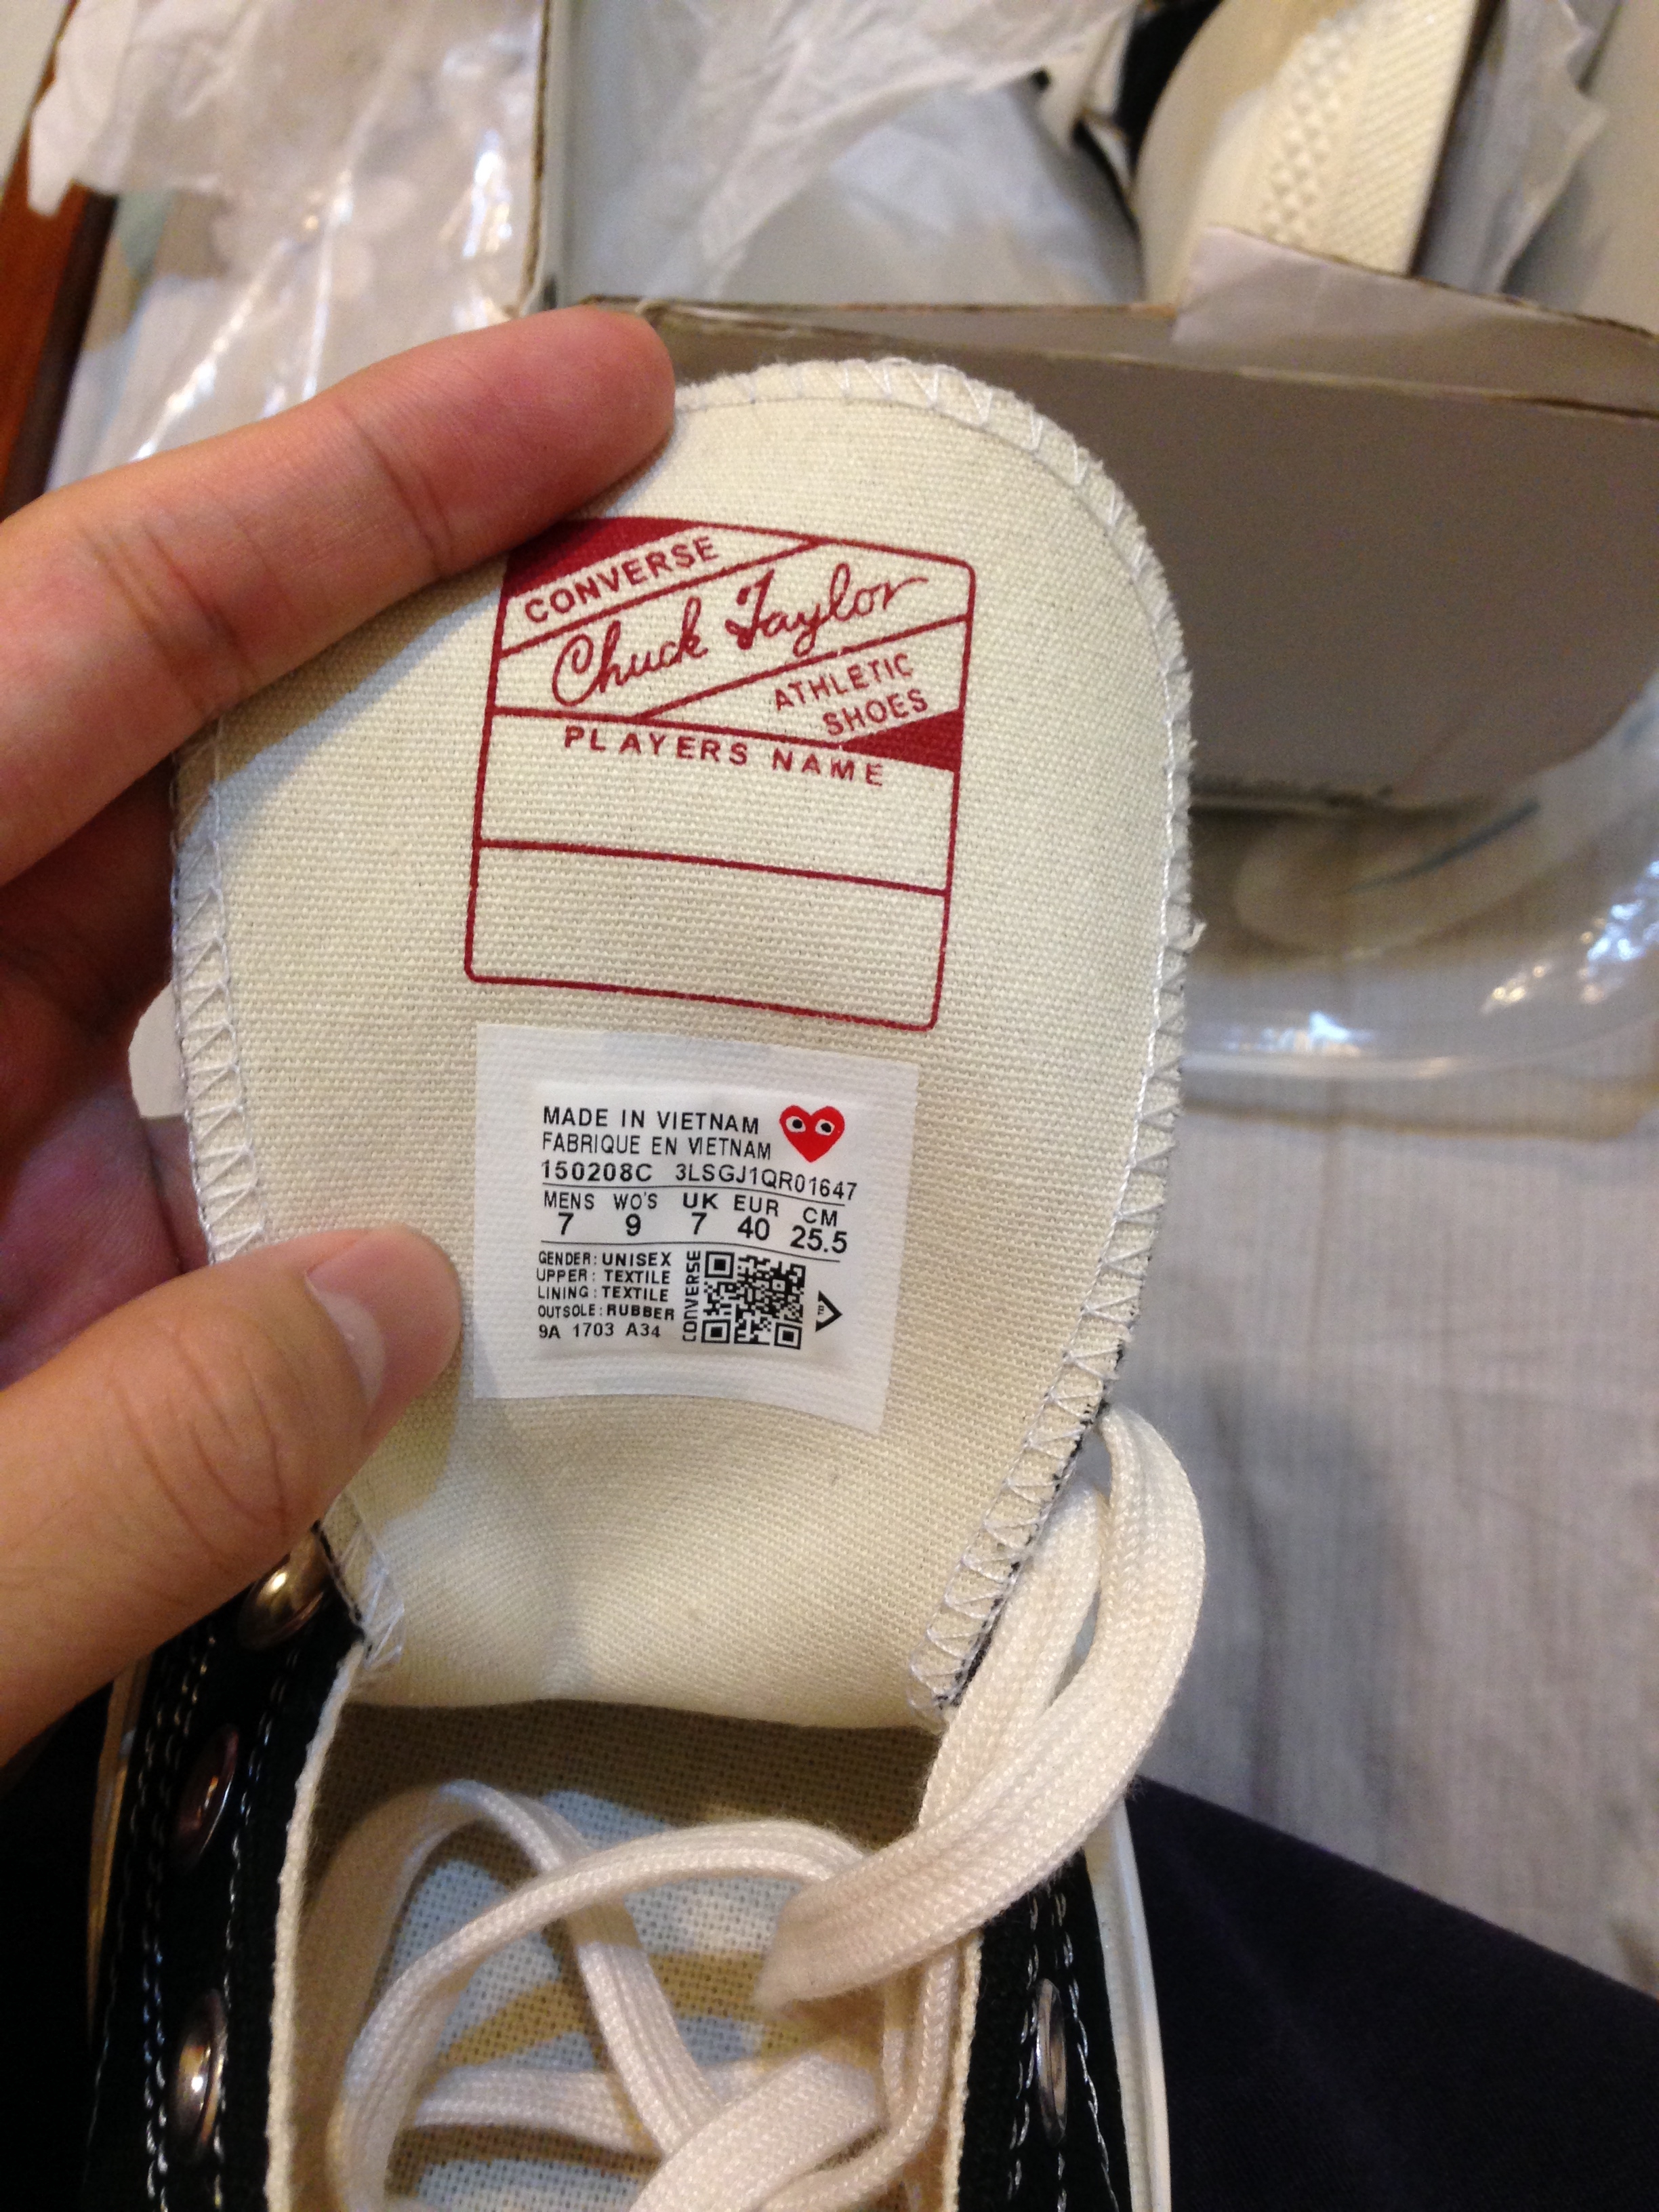 CONVERSE
Chuck Taylor
ATHLETIC
SHOES
PLAYERS NAME
MADE IN VIETNAM
FABRIQUE EN VIETNAM
150208C 3LSGJ1QR01647
MENS WO'S UK EUR CM
7 9 7 40 25.5
GENDER: UNISEX
UPPER: TEXTILE
LINING: TEXTILE
OUTSOLE: RUBBER
9A 1703 A34
CONVERSE